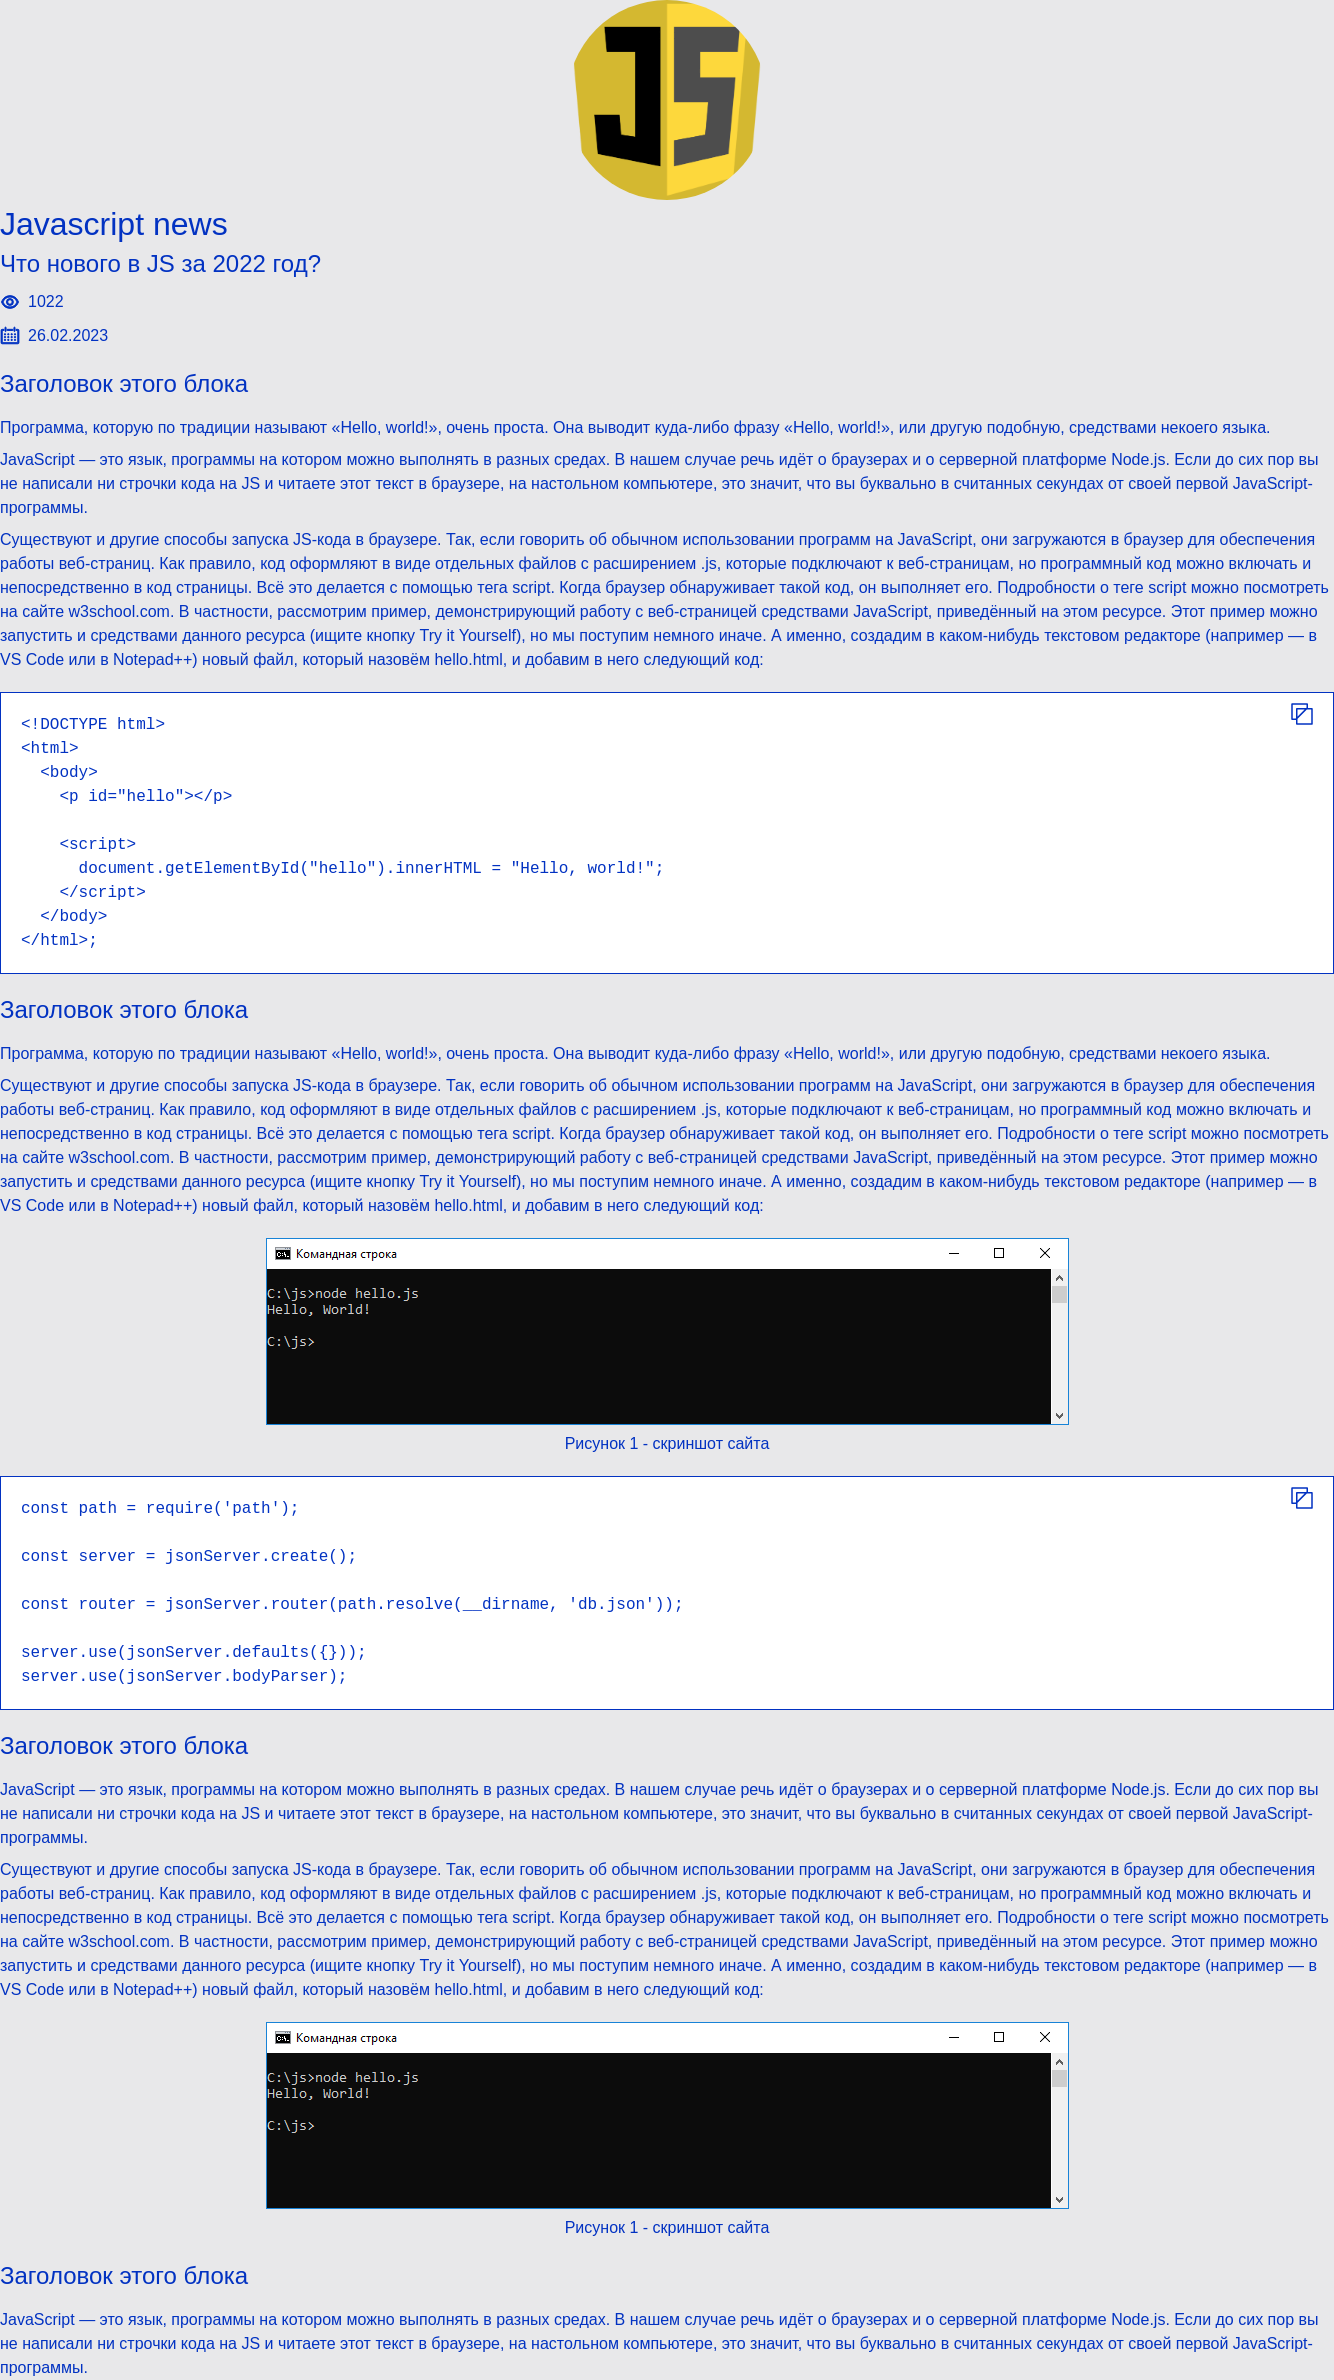 JS
Javascript news
Что нового в JS за 2022 год?
1022
26.02.2023
Заголовок этого блока
Программа, которую по традиции называют «Hello, world!», очень проста. Она выводит куда-либо фразу «Hello, world!», или другую подобную, средствами некоего языка.
JavaScript — это язык, программы на котором можно выполнять в разных средах. В нашем случае речь идёт о браузерах и о серверной платформе Node.js. Если до сих пор вы
не написали ни строчки кода на JS и читаете этот текст в браузере, на настольном компьютере, это значит, что вы буквально в считанных секундах от своей первой JavaScript-
программы.
Существуют и другие способы запуска JS-кода в браузере. Так, если говорить об обычном использовании программ на JavaScript, они загружаются в браузер для обеспечения
работы веб-страниц. Как правило, код оформляют в виде отдельных файлов с расширением .js, которые подключают к веб-страницам, но программный код можно включать и
непосредственно в код страницы. Всё это делается с помощью тега script. Когда браузер обнаруживает такой код, он выполняет его. Подробности о теге script можно посмотреть
на сайте w3school.com. В частности, рассмотрим пример, демонстрирующий работу с веб-страницей средствами JavaScript, приведённый на этом ресурсе. Этот пример можно
запустить и средствами данного ресурса (ищите кнопку Try it Yourself), но мы поступим немного иначе. А именно, создадим в каком-нибудь текстовом редакторе (например — в
VS Code или в Notepad++) новый файл, который назовём hello.html, и добавим в него следующий код:
<!DOCTYPE html>
<html>
  <body>
    <p id="hello"></p>

    <script>
      document.getElementById("hello").innerHTML = "Hello, world!";
    </script>
  </body>
</html>;
Заголовок этого блока
Программа, которую по традиции называют «Hello, world!», очень проста. Она выводит куда-либо фразу «Hello, world!», или другую подобную, средствами некоего языка.
Существуют и другие способы запуска JS-кода в браузере. Так, если говорить об обычном использовании программ на JavaScript, они загружаются в браузер для обеспечения
работы веб-страниц. Как правило, код оформляют в виде отдельных файлов с расширением .js, которые подключают к веб-страницам, но программный код можно включать и
непосредственно в код страницы. Всё это делается с помощью тега script. Когда браузер обнаруживает такой код, он выполняет его. Подробности о теге script можно посмотреть
на сайте w3school.com. В частности, рассмотрим пример, демонстрирующий работу с веб-страницей средствами JavaScript, приведённый на этом ресурсе. Этот пример можно
запустить и средствами данного ресурса (ищите кнопку Try it Yourself), но мы поступим немного иначе. А именно, создадим в каком-нибудь текстовом редакторе (например — в
VS Code или в Notepad++) новый файл, который назовём hello.html, и добавим в него следующий код:
Командная строка
C:\js>node hello.js
Hello, World!
C:\js>
Рисунок 1 - скриншот сайта
const path = require('path');

const server = jsonServer.create();

const router = jsonServer.router(path.resolve(__dirname, 'db.json'));

server.use(jsonServer.defaults({}));
server.use(jsonServer.bodyParser);
Заголовок этого блока
JavaScript — это язык, программы на котором можно выполнять в разных средах. В нашем случае речь идёт о браузерах и о серверной платформе Node.js. Если до сих пор вы
не написали ни строчки кода на JS и читаете этот текст в браузере, на настольном компьютере, это значит, что вы буквально в считанных секундах от своей первой JavaScript-
программы.
Существуют и другие способы запуска JS-кода в браузере. Так, если говорить об обычном использовании программ на JavaScript, они загружаются в браузер для обеспечения
работы веб-страниц. Как правило, код оформляют в виде отдельных файлов с расширением .js, которые подключают к веб-страницам, но программный код можно включать и
непосредственно в код страницы. Всё это делается с помощью тега script. Когда браузер обнаруживает такой код, он выполняет его. Подробности о теге script можно посмотреть
на сайте w3school.com. В частности, рассмотрим пример, демонстрирующий работу с веб-страницей средствами JavaScript, приведённый на этом ресурсе. Этот пример можно
запустить и средствами данного ресурса (ищите кнопку Try it Yourself), но мы поступим немного иначе. А именно, создадим в каком-нибудь текстовом редакторе (например — в
VS Code или в Notepad++) новый файл, который назовём hello.html, и добавим в него следующий код:
Командная строка
C:\js>node hello.js
Hello, World!
C:\js>
Рисунок 1 - скриншот сайта
Заголовок этого блока
JavaScript — это язык, программы на котором можно выполнять в разных средах. В нашем случае речь идёт о браузерах и о серверной платформе Node.js. Если до сих пор вы
не написали ни строчки кода на JS и читаете этот текст в браузере, на настольном компьютере, это значит, что вы буквально в считанных секундах от своей первой JavaScript-
программы.